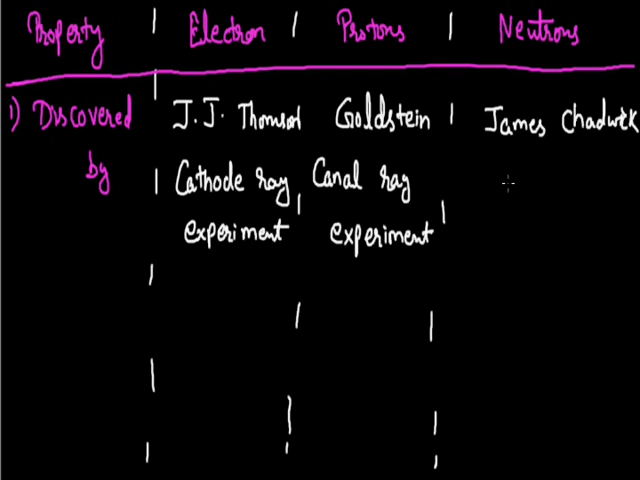 Property Electron Protons Neutrons
1) Discovered J.J. Thomson Goldstein James Chadwick
by Cathode ray Canal ray
experiment experiment